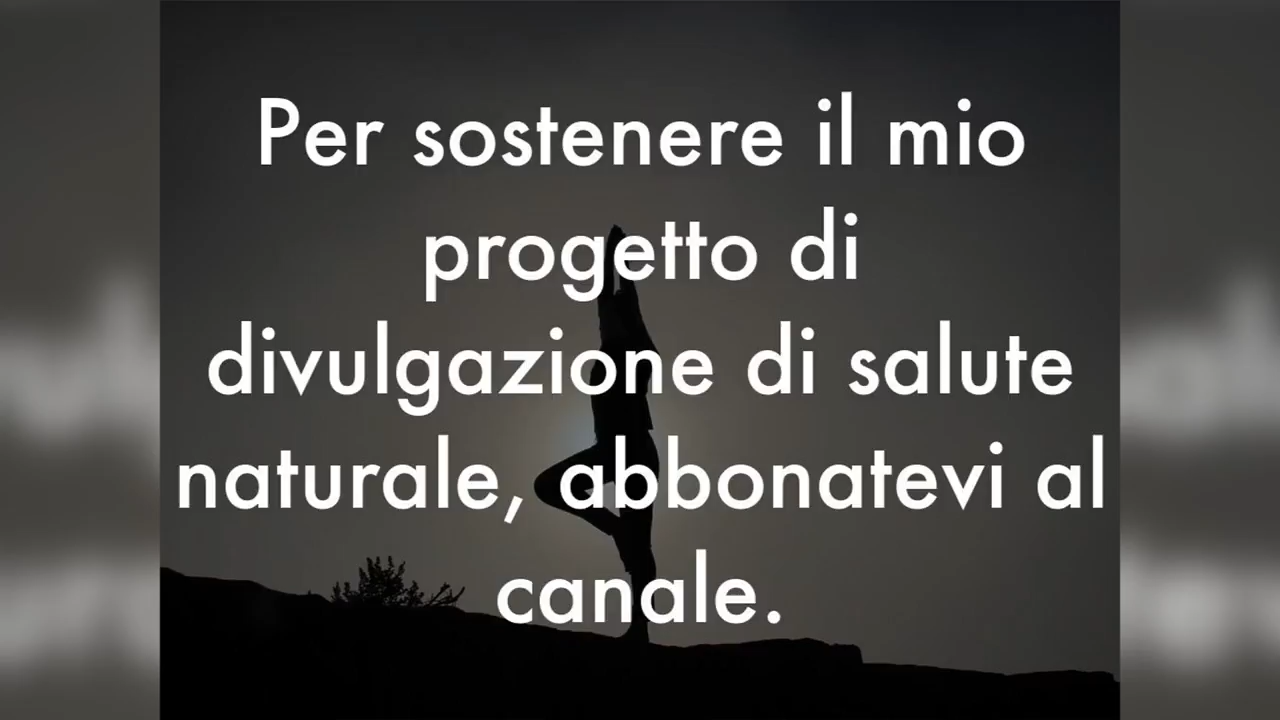 Per sostenere il mio
progetto di
divulgazione di salute
naturale, abbonatevi al
canale.